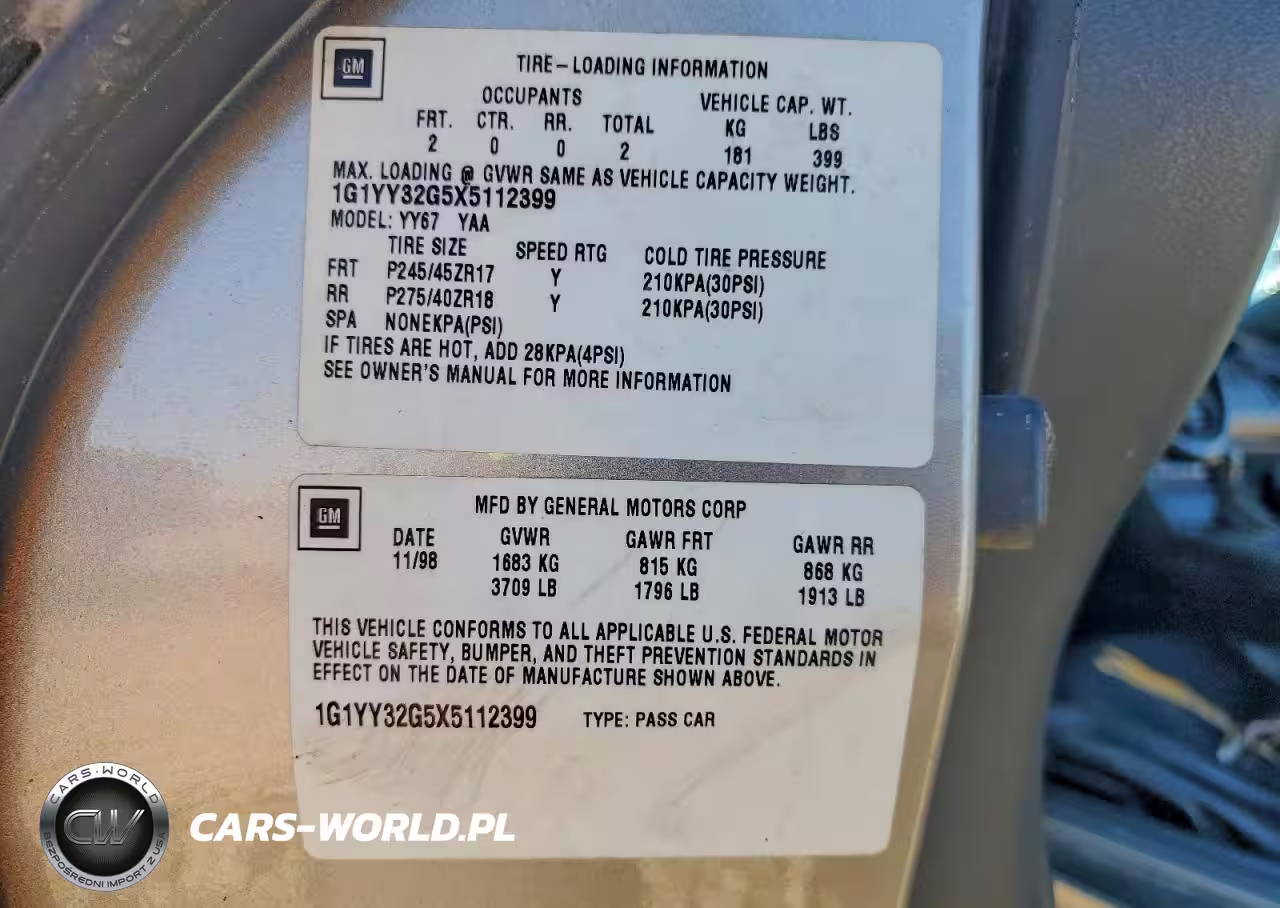 GM
TIRE-LOADING INFORMATION
OCCUPANTS VEHICLE CAP. WT.
FRT. CTR. RR. TOTAL KG LBS
2 0 0 2 181 399
MAX. LOADING @ GVWR SAME AS VEHICLE CAPACITY WEIGHT.
1G1YY32G5X5112399
MODEL: YY67 YAA
TIRE SIZE SPEED RTG COLD TIRE PRESSURE
FRT P245/45ZR17 Y 210KPA(30PSI)
RR P275/40ZR18 Y 210KPA(30PSI)
SPA NONEKPA(PSI)
IF TIRES ARE HOT, ADD 28KPA(4PSI)
SEE OWNER'S MANUAL FOR MORE INFORMATION
GM
MFD BY GENERAL MOTORS CORP
DATE GVWR GAWR FRT GAWR RR
11/98 1683 KG 815 KG 868 KG
3709 LB 1796 LB 1913 LB
THIS VEHICLE CONFORMS TO ALL APPLICABLE U.S. FEDERAL MOTOR
VEHICLE SAFETY, BUMPER, AND THEFT PREVENTION STANDARDS IN
EFFECT ON THE DATE OF MANUFACTURE SHOWN ABOVE.
1G1YY32G5X5112399 TYPE: PASS CAR
CARS-WORLD
CW
BEZPOŚREDNI IMPORT Z USA
CARS-WORLD.PL